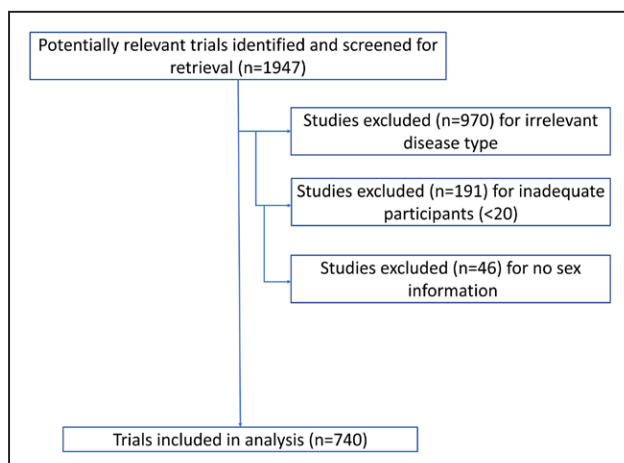 Potentially relevant trials identified and screened for
retrieval (n=1947)
Studies excluded (n=970) for irrelevant
disease type
Studies excluded (n=191) for inadequate
participants (<20)
Studies excluded (n=46) for no sex
information
Trials included in analysis (n=740)